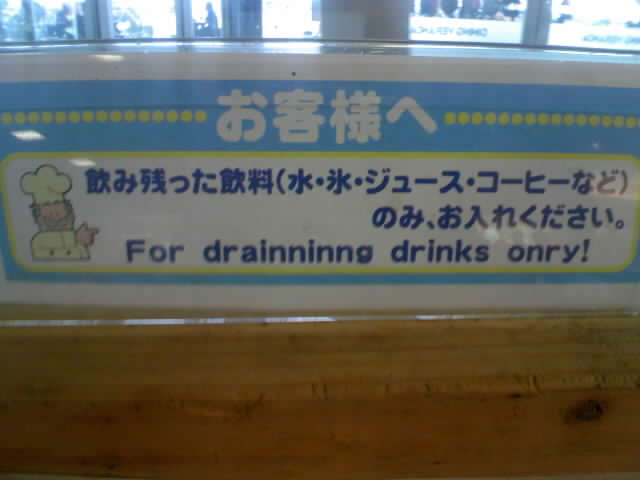 お客様へ
飲み残った飲料(水・氷・ジュース・コーヒーなど)
のみ、お入れください。
For drainninng drinks onry!